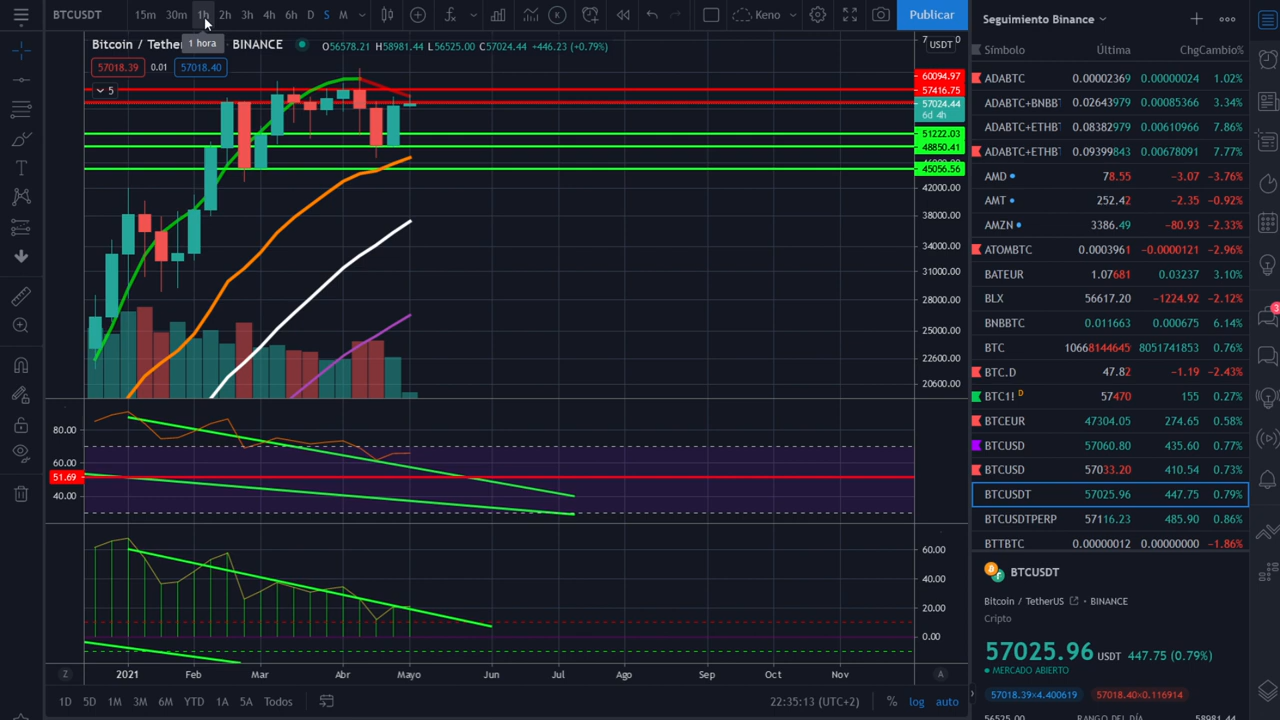 BTCUSDT 15m 30m 1h 2h 3h 4h 6h D S M Keno Publicar
1 hora
Bitcoin / Tether BINANCE O56578.21 H58981.44 L56525.00 C57024.44 +446.23 (+0.79%)
57018.39 0.01 57018.40
5
USDT
60094.97
57416.75
57024.44
6d 4h
51222.03
48850.41
45056.56
42000.00
38000.00
34000.00
31000.00
28000.00
25000.00
22600.00
20600.00
80.00
60.00
51.69
40.00
60.00
40.00
20.00
0.00
Z 2021 Feb Mar Abr Mayo Jun Jul Ago Sep Oct Nov A
1D 5D 1M 3M 6M YTD 1A 5A Todos 22:35:13 (UTC+2) % log auto
Seguimiento Binance
Símbolo Última Chg Cambio%
ADABTC 0.00002369 0.00000024 1.02%
ADABTC+BNBB 0.02643979 0.00085366 3.34%
ADABTC+ETHB 0.08382979 0.00610966 7.86%
ADABTC+ETHB 0.09399843 0.00678091 7.77%
AMD 78.55 -3.07 -3.76%
AMT 252.42 -2.35 -0.92%
AMZN 3386.49 -80.93 -2.33%
ATOMBTC 0.0003961 -0.0000121 -2.96%
BATEUR 1.07681 0.03237 3.10%
BLX 56617.20 -1224.92 -2.12%
BNBBTC 0.011663 0.000675 6.14%
BTC 10668144645 8051741853 0.76%
BTC.D 47.82 -1.19 -2.43%
BTC1! D 57470 155 0.27%
BTCEUR 47304.05 274.65 0.58%
BTCUSD 57060.80 435.60 0.77%
BTCUSD 57033.20 410.54 0.73%
BTCUSDT 57025.96 447.75 0.79%
BTCUSDTPERP 57116.23 485.90 0.86%
BTTBTC 0.00000012 0.00000000 -1.86%
BTCUSDT
Bitcoin / TetherUS • BINANCE
Cripto
57025.96 USDT 447.75 (0.79%)
MERCADO ABIERTO
57018.39×4.400619 57018.40×0.116914
3